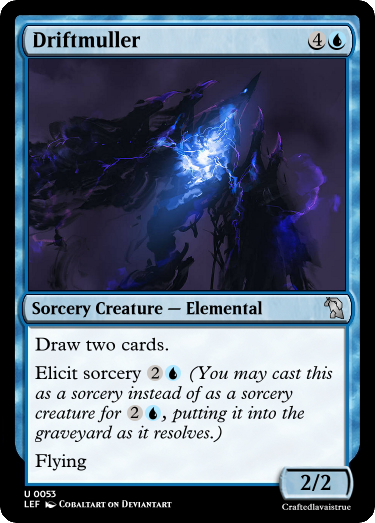 Driftmuller 4
Sorcery Creature — Elemental
Draw two cards.
Elicit sorcery 2 (You may cast this
as a sorcery instead of as a sorcery
creature for 2 , putting it into the
graveyard as it resolves.)
Flying
2/2
U 0053
LEF Cobaltart on Deviantart
Craftedlavaistrue